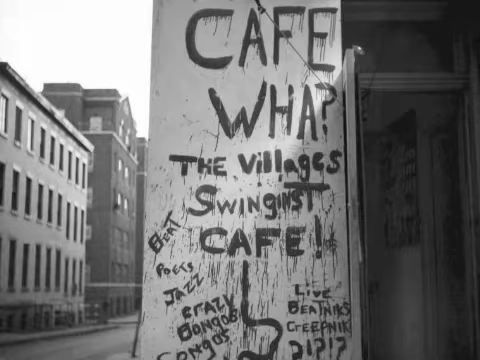 CAFE
WHA?
THE Villages
SWINGINST
CAFE!
BEAT
POETS
JAZZ
CRAZY
BONGOS
CONGOS
LIVE
BEATNIKS
CREEPNIK
?!?!?